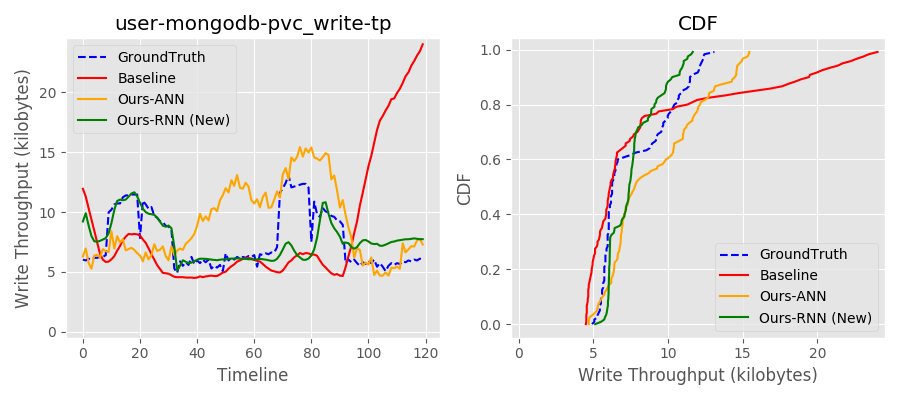 user-mongodb-pvc_write-tp
Write Throughput (kilobytes)
20
15
10
5
0
GroundTruth
Baseline
Ours-ANN
Ours-RNN (New)
0 20 40 60 80 100 120
Timeline
CDF
CDF
1.0
0.8
0.6
0.4
0.2
0.0
GroundTruth
Baseline
Ours-ANN
Ours-RNN (New)
0 5 10 15 20
Write Throughput (kilobytes)